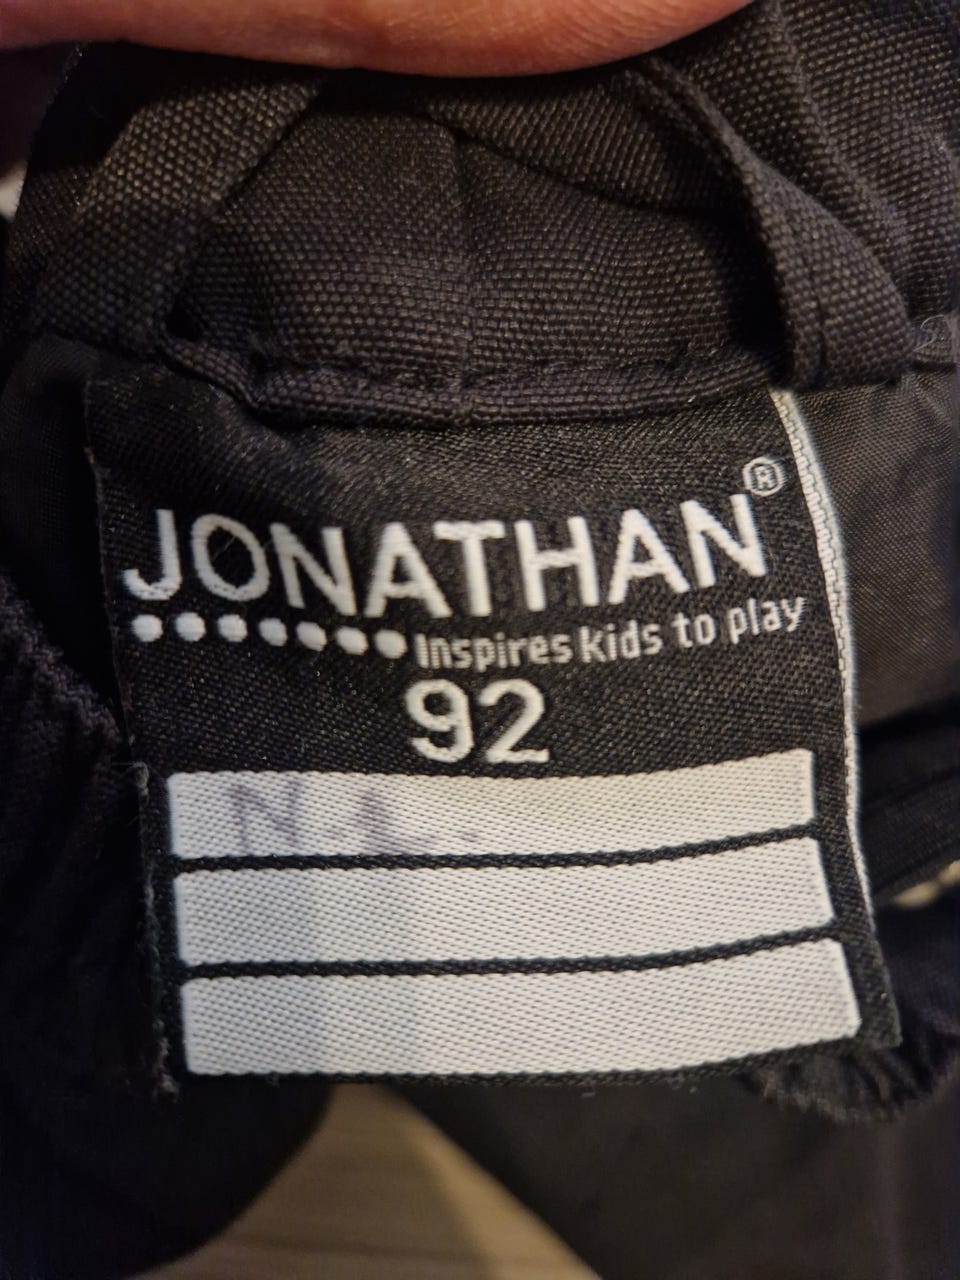 JONATHAN®
Inspires kids to play
92
N.L.